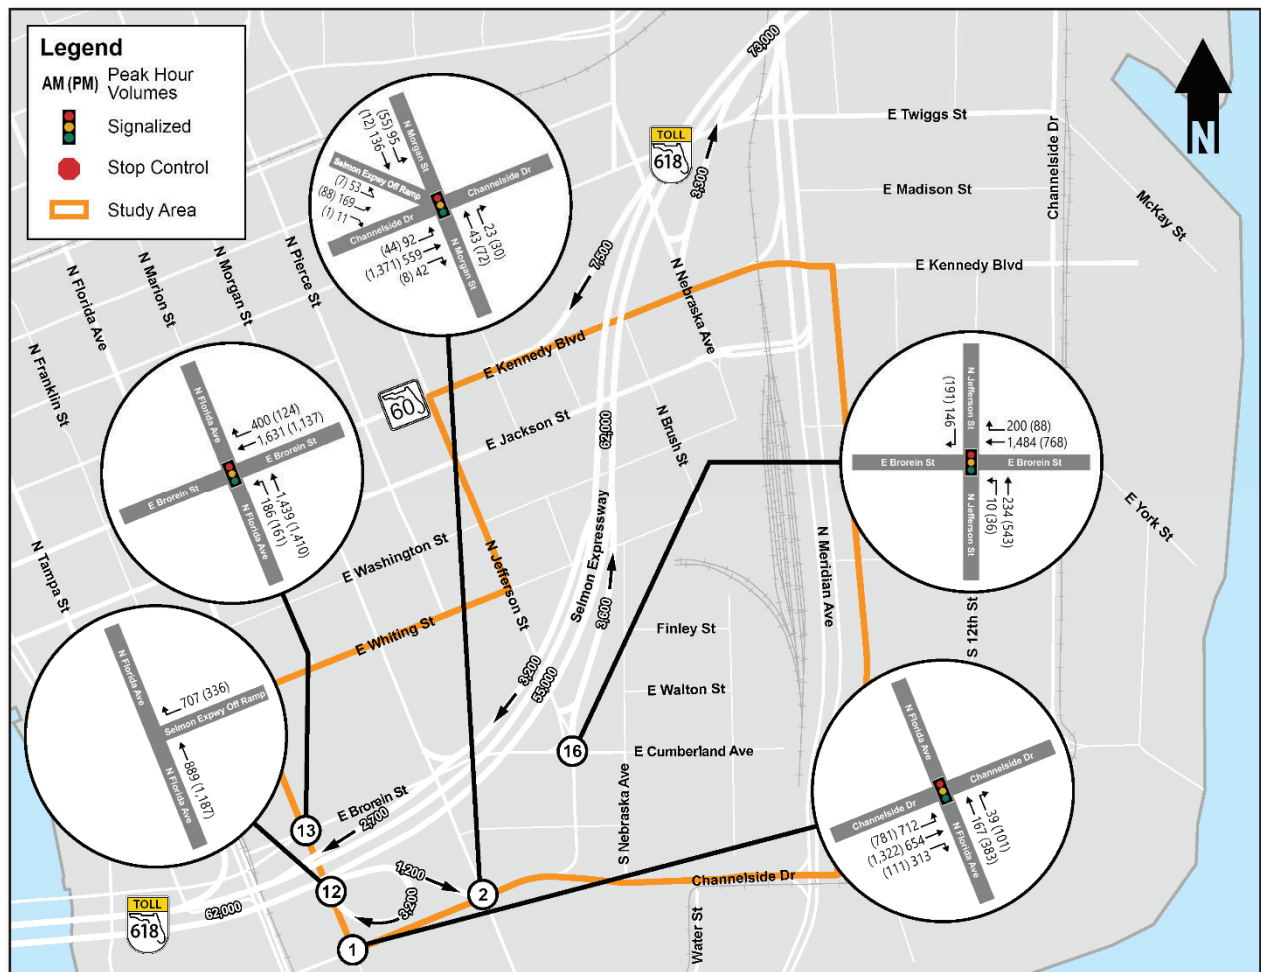 Legend
AM (PM) Peak Hour
Volumes
Signalized
Stop Control
Study Area
N
73,000
TOLL
618
3,300
7,500
E Twiggs St
E Madison St
E Kennedy Blvd
Channelside Dr
McKay St
N Florida Ave
N Marion St
N Morgan St
N Pierce St
N Franklin St
N Tampa St
N Nebraska Ave
E Kennedy Blvd
60
E Jackson St
62,000
N Brush St
Selmon Expressway
3,600
E Washington St
N Jefferson St
E Whiting St
3,200
55,000
Finley St
E Walton St
E Cumberland Ave
N Meridian Ave
S 12th St
E York St
S Nebraska Ave
E Brorein St
2,700
1,200
3,200
62,000
TOLL
618
Channelside Dr
Water St
16
13
12
2
1
(55) 95
(12) 136
N Morgan St
Selmon Expwy Off Ramp
Channelside Dr
(7) 53
(88) 169
(1) 11
Channelside Dr
(44) 92
(1,371) 559
(8) 42
N Morgan St
23 (30)
43 (72)
N Florida Ave
400 (124)
1,631 (1,137)
E Brorein St
E Brorein St
N Florida Ave
1,439 (1,410)
186 (161)
N Florida Ave
707 (336)
Selmon Expwy Off Ramp
889 (1,187)
N Florida Ave
N Jefferson St
(191) 146
200 (88)
1,484 (768)
E Brorein St
E Brorein St
N Jefferson St
10 (36)
234 (543)
N Florida Ave
Channelside Dr
Channelside Dr
(781) 712
(1,322) 654
(111) 313
N Florida Ave
39 (101)
167 (383)